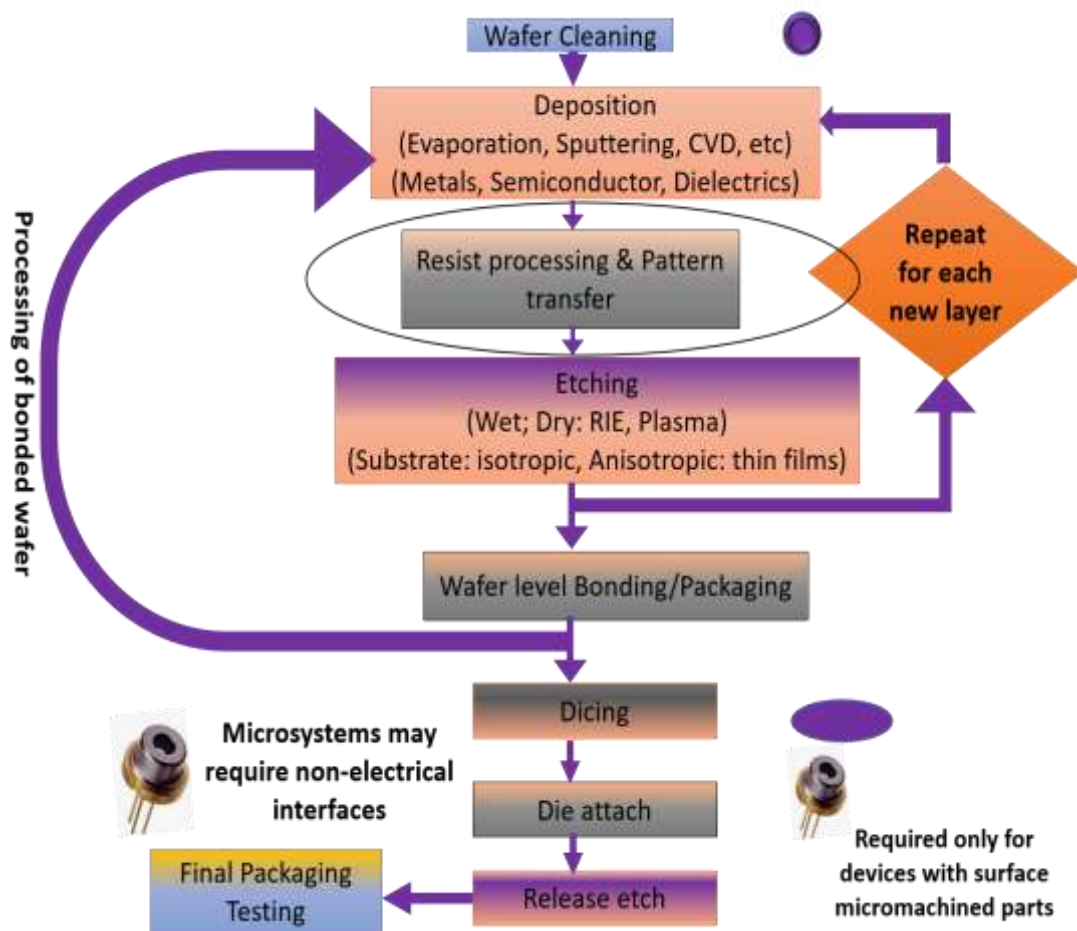 Wafer Cleaning
Deposition
(Evaporation, Sputtering, CVD, etc)
(Metals, Semiconductor, Dielectrics)
Resist processing & Pattern
transfer
Repeat
for each
new layer
Etching
(Wet; Dry: RIE, Plasma)
(Substrate: isotropic, Anisotropic: thin films)
Processing of bonded wafer
Wafer level Bonding/Packaging
Dicing
Microsystems may
require non-electrical
interfaces
Die attach
Required only for
devices with surface
micromachined parts
Release etch
Final Packaging
Testing